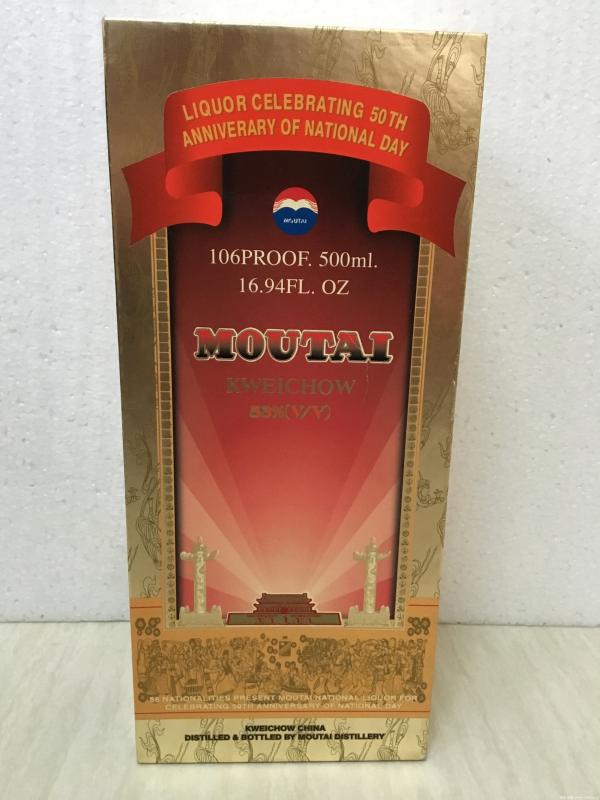 LIQUOR CELEBRATING 50TH
ANNIVERARY OF NATIONAL DAY
MOUTAI
106PROOF. 500ml.
16.94FL. OZ
MOUTAI
KWEICHOW
53%(V/V)
56 NATIONALITIES PRESENT MOUTAI NATIONAL LIQUOR FOR
CELEBRATING 50TH ANNIVERSARY OF NATIONAL DAY
KWEICHOW CHINA
DISTILLED & BOTTLED BY MOUTAI DISTILLERY